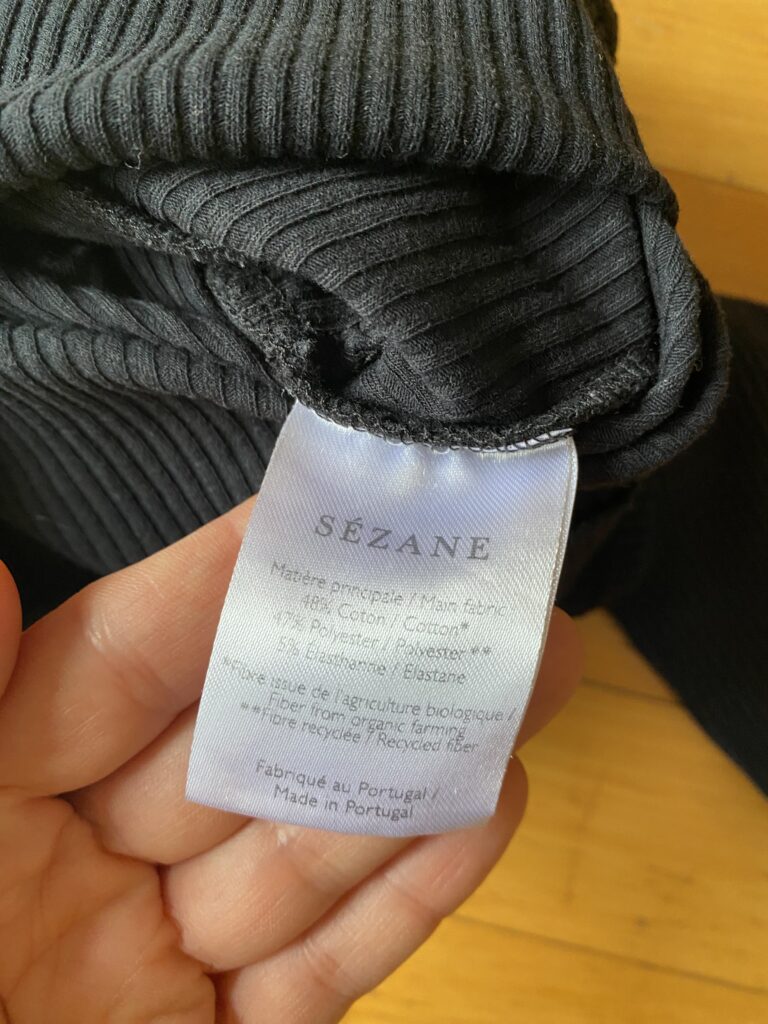 SÉZANE
Matière principale / Main fabric
48% Coton / Cotton*
47% Polyester / Polyester **
5% Élasthanne / Elastane
*Fibre issue de l'agriculture biologique /
Fiber from organic farming
**Fibre recyclée / Recycled fiber
Fabriqué au Portugal /
Made in Portugal